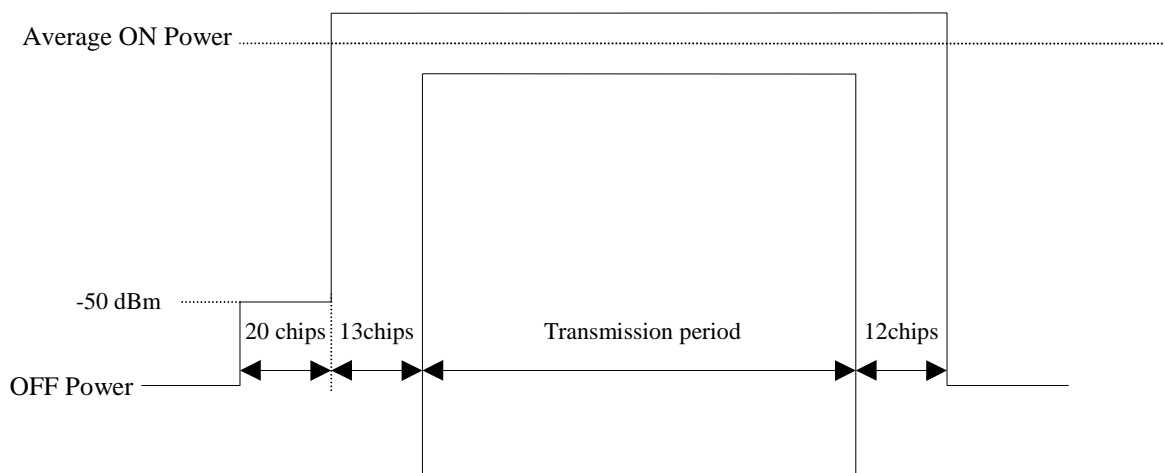 Average ON Power
-50 dBm
20 chips
13chips
Transmission period
12chips
OFF Power